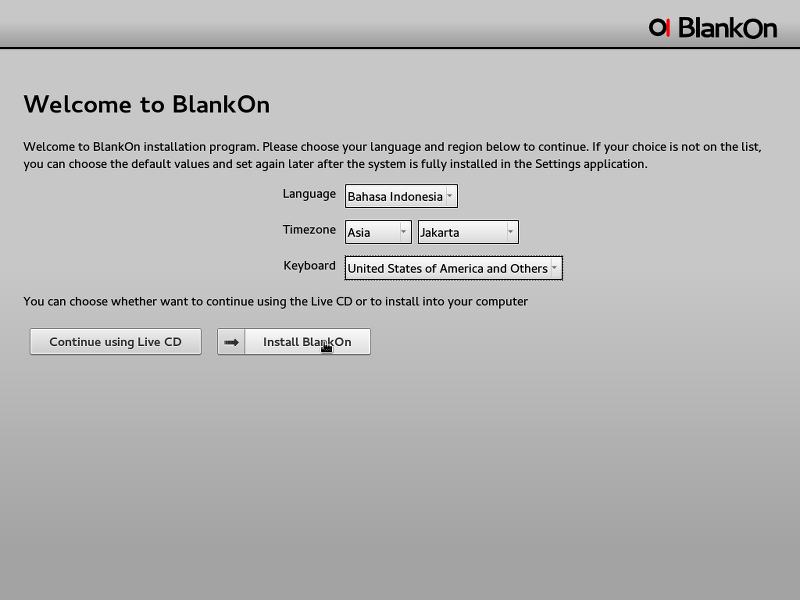 BlankOn
Welcome to BlankOn
Welcome to BlankOn installation program. Please choose your language and region below to continue. If your choice is not on the list,
you can choose the default values and set again later after the system is fully installed in the Settings application.
Language Bahasa Indonesia
Timezone Asia Jakarta
Keyboard United States of America and Others
You can choose whether want to continue using the Live CD or to install into your computer
Continue using Live CD Install BlankOn